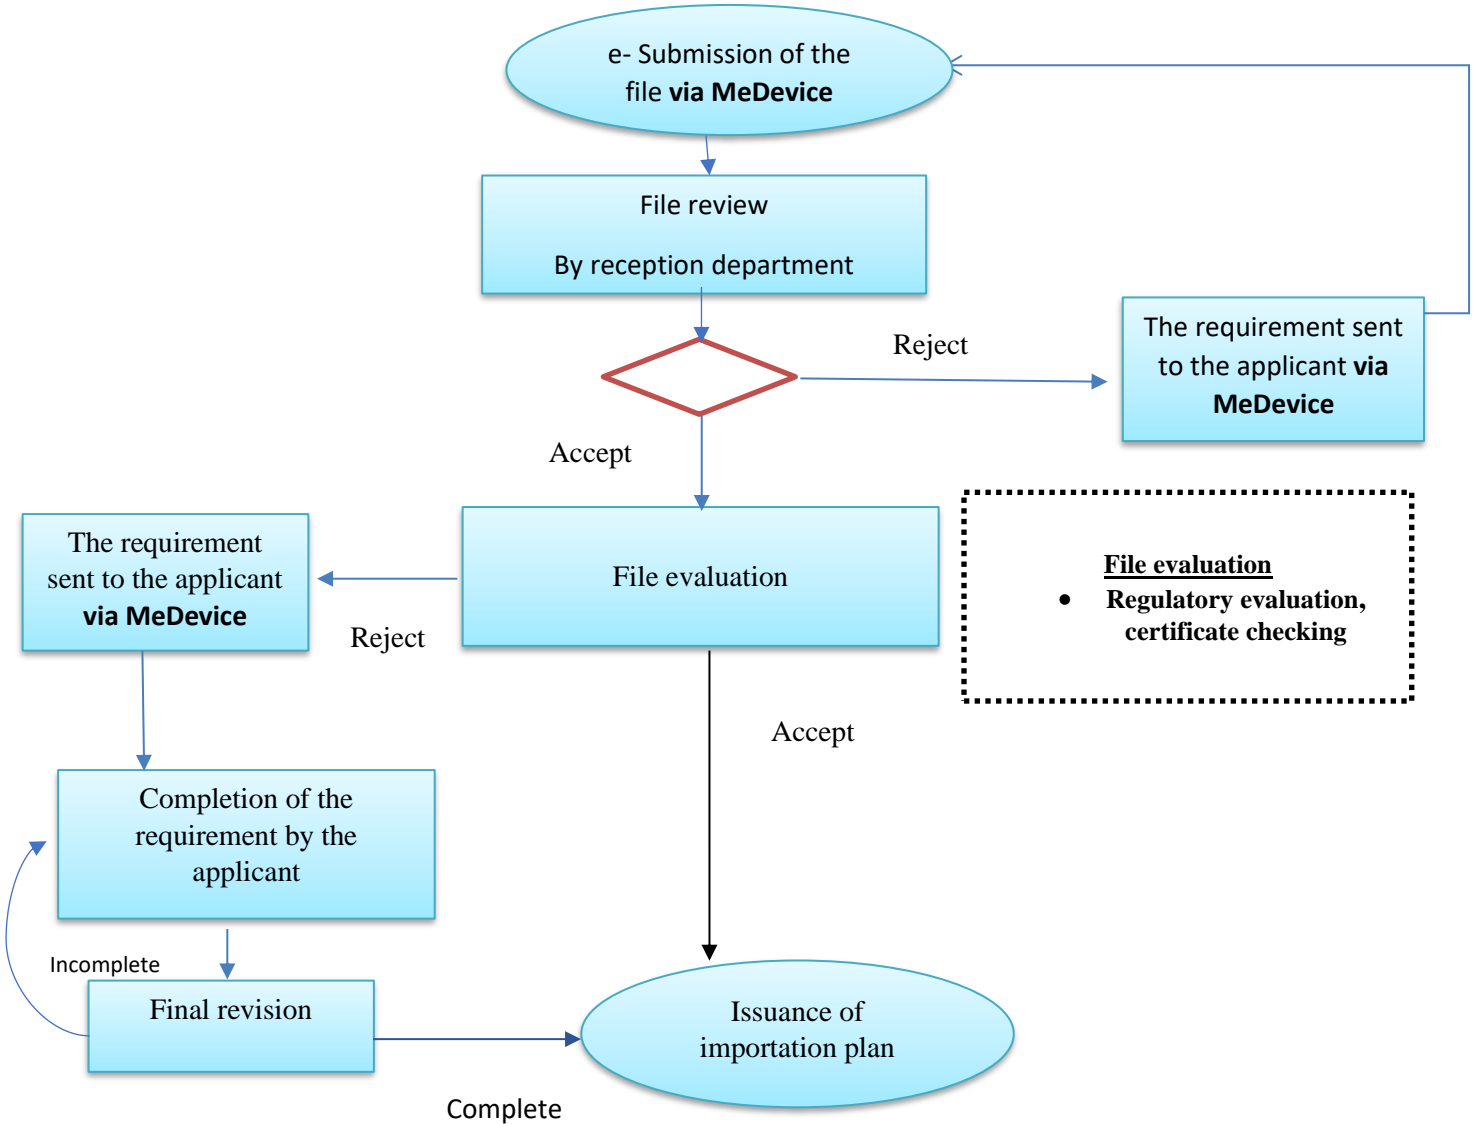 e- Submission of the
file via MeDevice
File review
By reception department
Reject
The requirement sent
to the applicant via
MeDevice
Accept
The requirement
sent to the applicant
via MeDevice
Reject
File evaluation
File evaluation
• Regulatory evaluation,
certificate checking
Accept
Completion of the
requirement by the
applicant
Incomplete
Final revision
Issuance of
importation plan
Complete